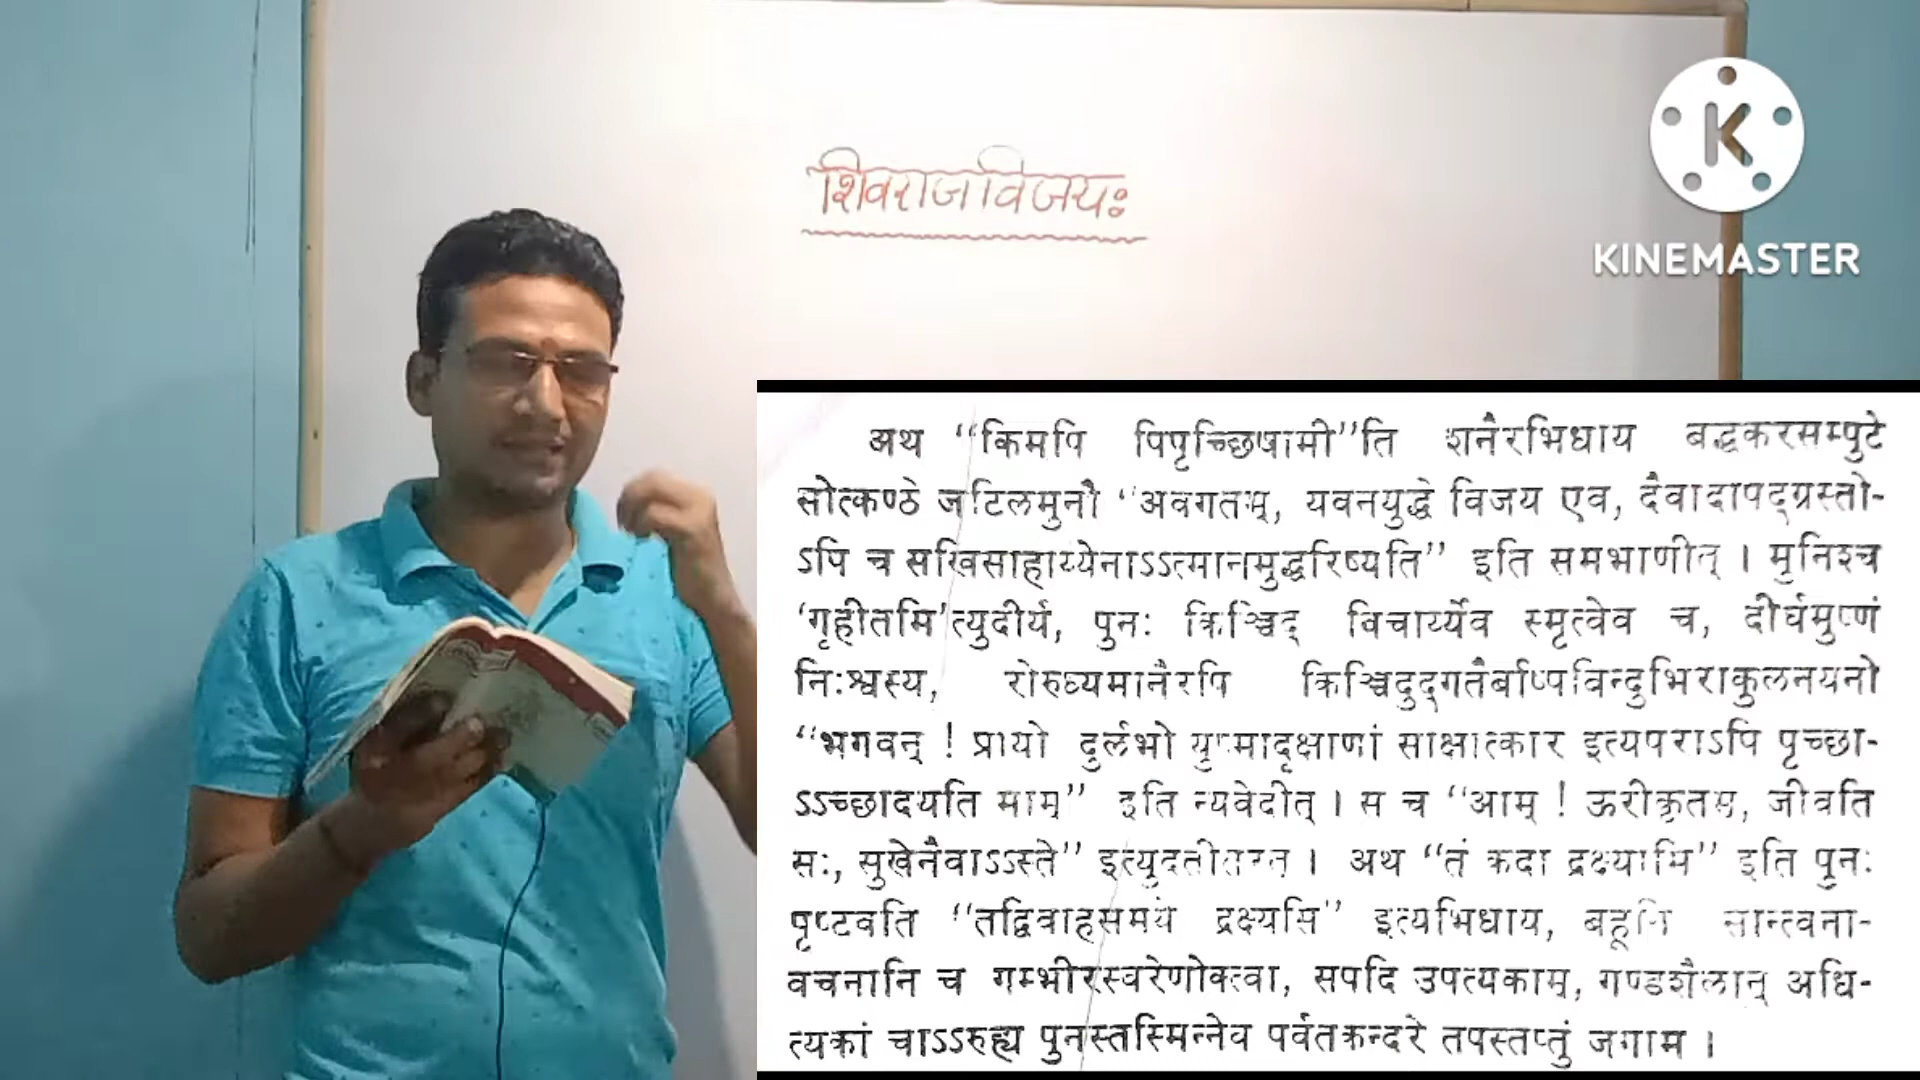 शिवराजविजयः
KINEMASTER
अथ “किमपि पिपृच्छिषामी”ति शनैरभिधाय बद्धकरसम्पुटे
सोत्कण्ठे जटिलमुनौ “अवगतम्, यवनयुद्धे विजय एव, दैवादापद्ग्रस्तो-
ऽपि च सखिसाहाय्येनाऽऽत्मानमुद्धरिष्यति” इति समभाणीत् । मुनिश्च
‘गृहीतमि’त्युदीर्य, पुनः किञ्चिद् विचार्य्येव स्मृत्वेव च, दीर्घमुष्णं
निःश्वस्य, रोरुध्यमानैरपि किञ्चिदुद्गतैर्बाष्पविन्दुभिराकुलनयनो
“भगवन् ! प्रायो दुर्लभो युष्मादृक्षाणां साक्षात्कार इत्यपराऽपि पृच्छा-
ऽऽच्छादयति माम्” इति न्यवेदीत् । स च “आम् ! ऊरीकृतम्, जीवति
सः, सुखेनैवाऽऽस्ते” इत्युदतीतरत् । अथ “तं कदा द्रक्ष्यामि” इति पुनः
पृष्टवति “तद्विवाहसमये द्रक्ष्यसि” इत्यभिधाय, बहूनि सान्त्वना-
वचनानि च गम्भीरस्वरेणोक्त्वा, सपदि उपत्यकाम्, गण्डशैलान् अधि-
त्यकां चाऽऽरुह्य पुनस्तस्मिन्नेव पर्वतकन्दरे तपस्तप्तुं जगाम ।